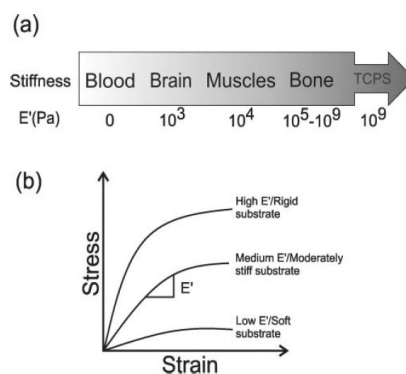 (a)
Stiffness Blood Brain Muscles Bone TCPS
E'(Pa) 0 10³ 10⁴ 10⁵-10⁹ 10⁹
(b)
Stress
High E'/Rigid
substrate
Medium E'/Moderately
stiff substrate
E'
Low E'/Soft
substrate
Strain